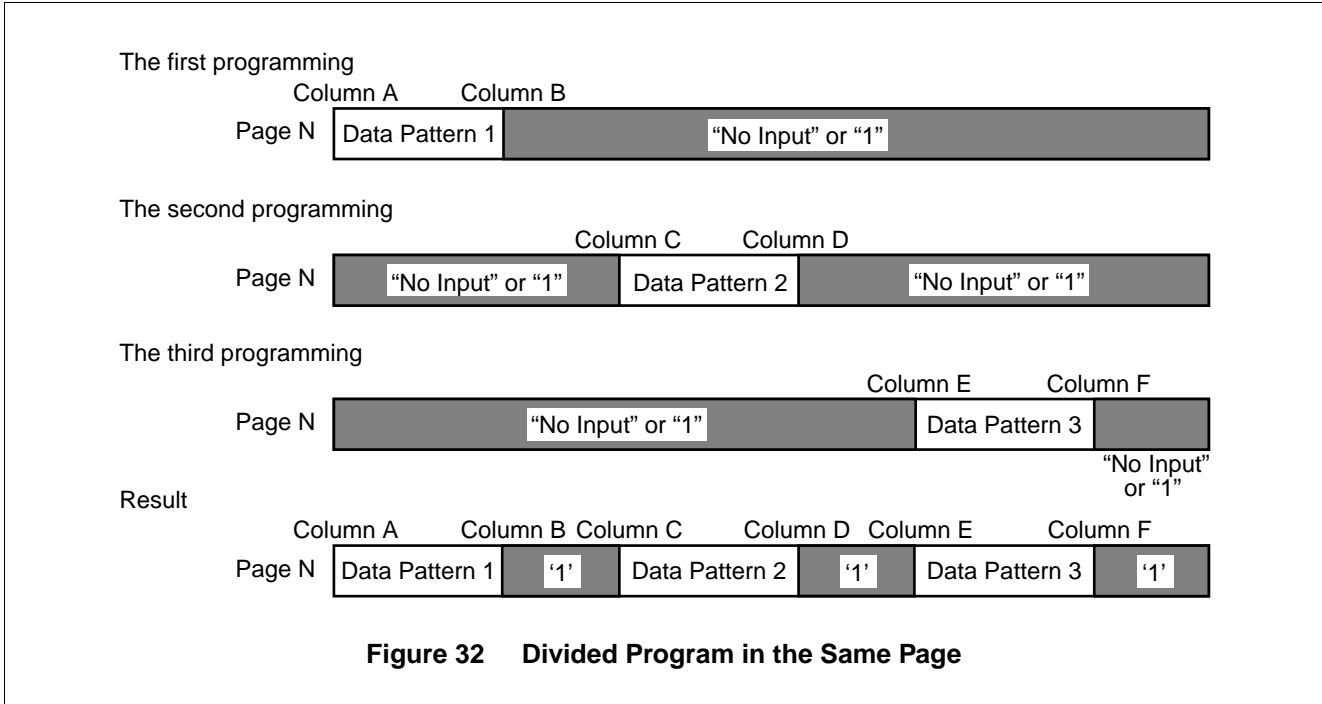 The first programming
Column A Column B
Page N Data Pattern 1 “No Input” or “1”
The second programming
Column C Column D
Page N “No Input” or “1” Data Pattern 2 “No Input” or “1”
The third programming
Column E Column F
Page N “No Input” or “1” Data Pattern 3
“No Input”
or “1”
Result
Column A Column B Column C Column D Column E Column F
Page N Data Pattern 1 ‘1’ Data Pattern 2 ‘1’ Data Pattern 3 ‘1’
Figure 32 Divided Program in the Same Page